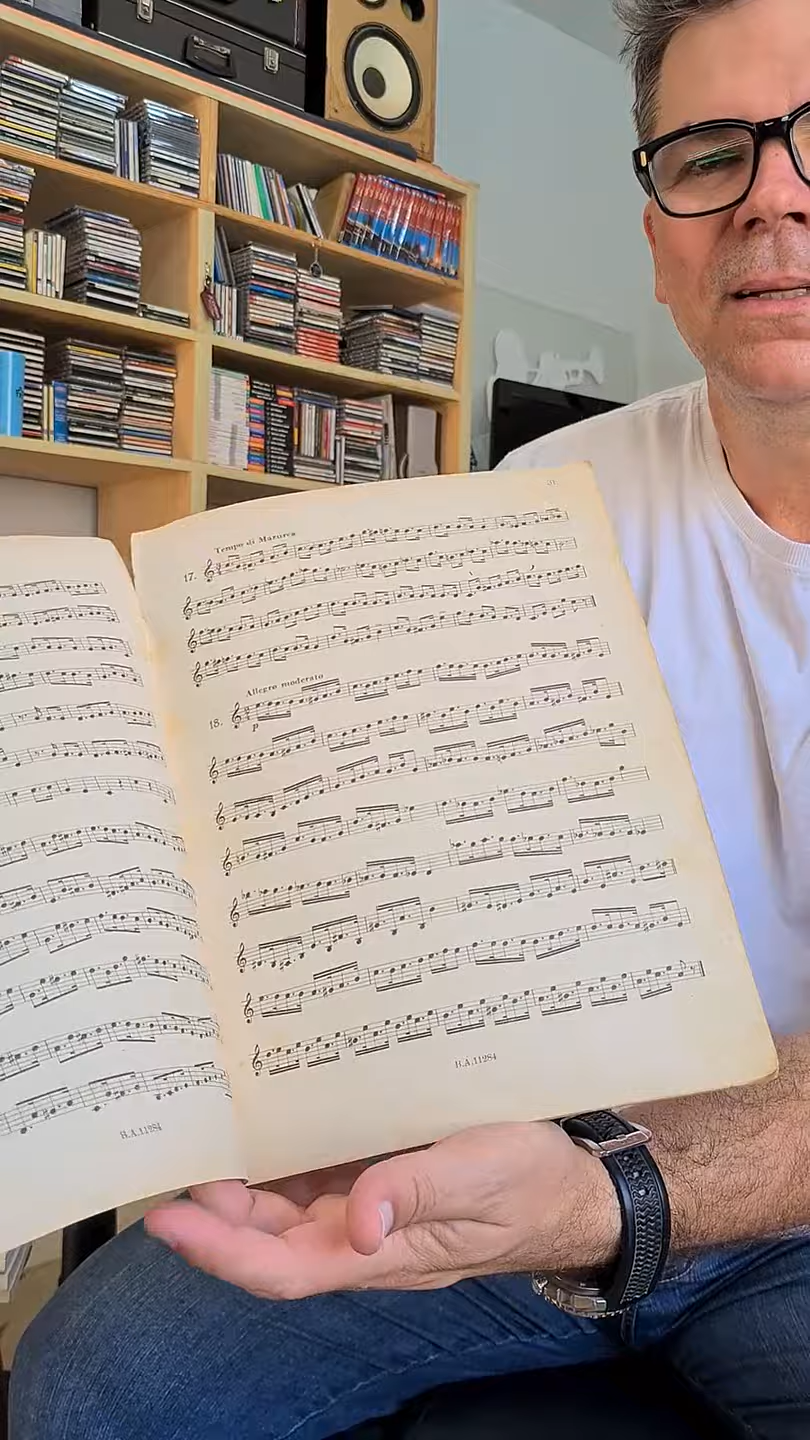 31
17.
Tempo di Mazurca
18.
Allegro moderato
p
B.A.11284
B.A.11284